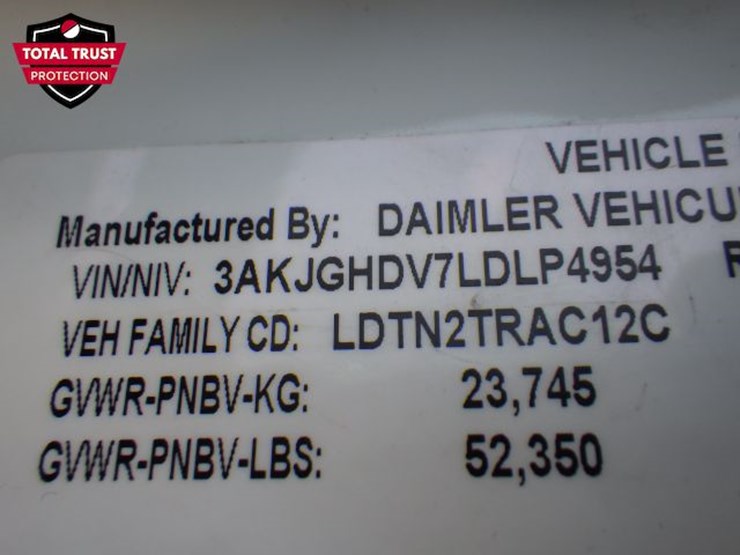 TOTAL TRUST
PROTECTION
VEHICLE
Manufactured By: DAIMLER VEHICU
VIN/NIV: 3AKJGHDV7LDLP4954
VEH FAMILY CD: LDTN2TRAC12C
GVWR-PNBV-KG: 23,745
GVWR-PNBV-LBS: 52,350